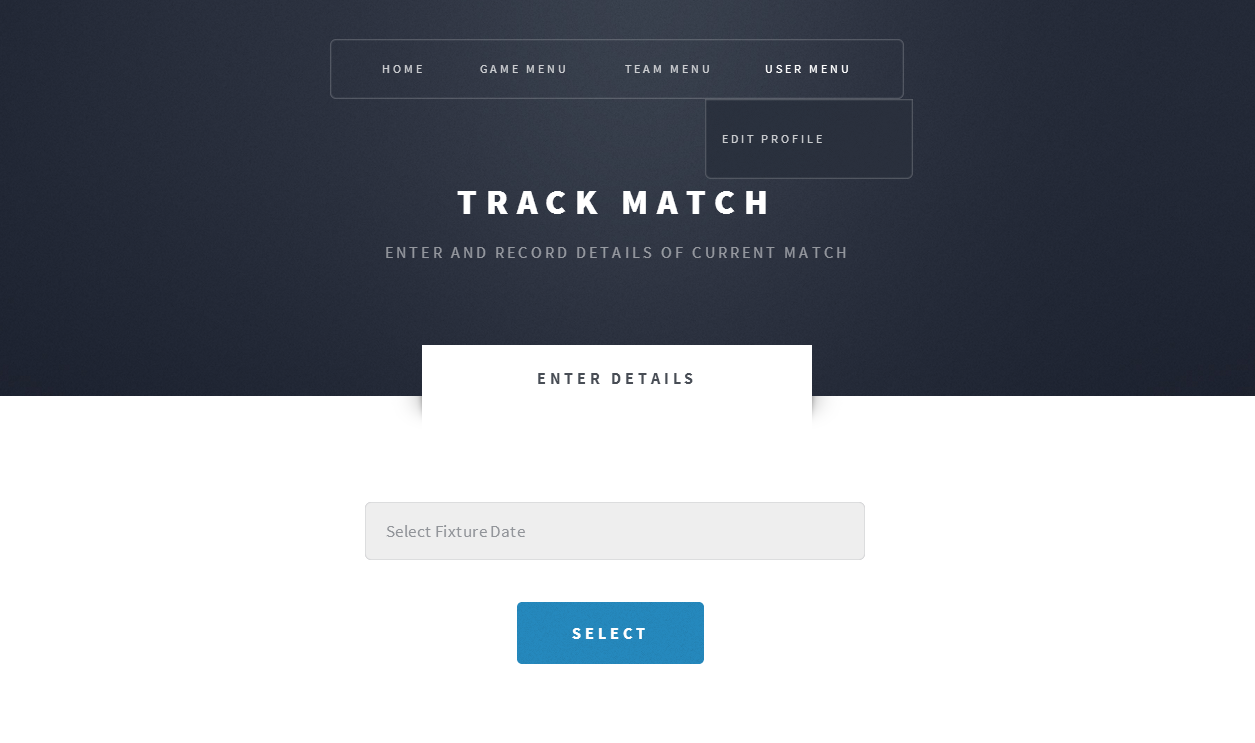 HOME GAME MENU TEAM MENU USER MENU
EDIT PROFILE
TRACK MATCH
ENTER AND RECORD DETAILS OF CURRENT MATCH
ENTER DETAILS
Select Fixture Date
SELECT